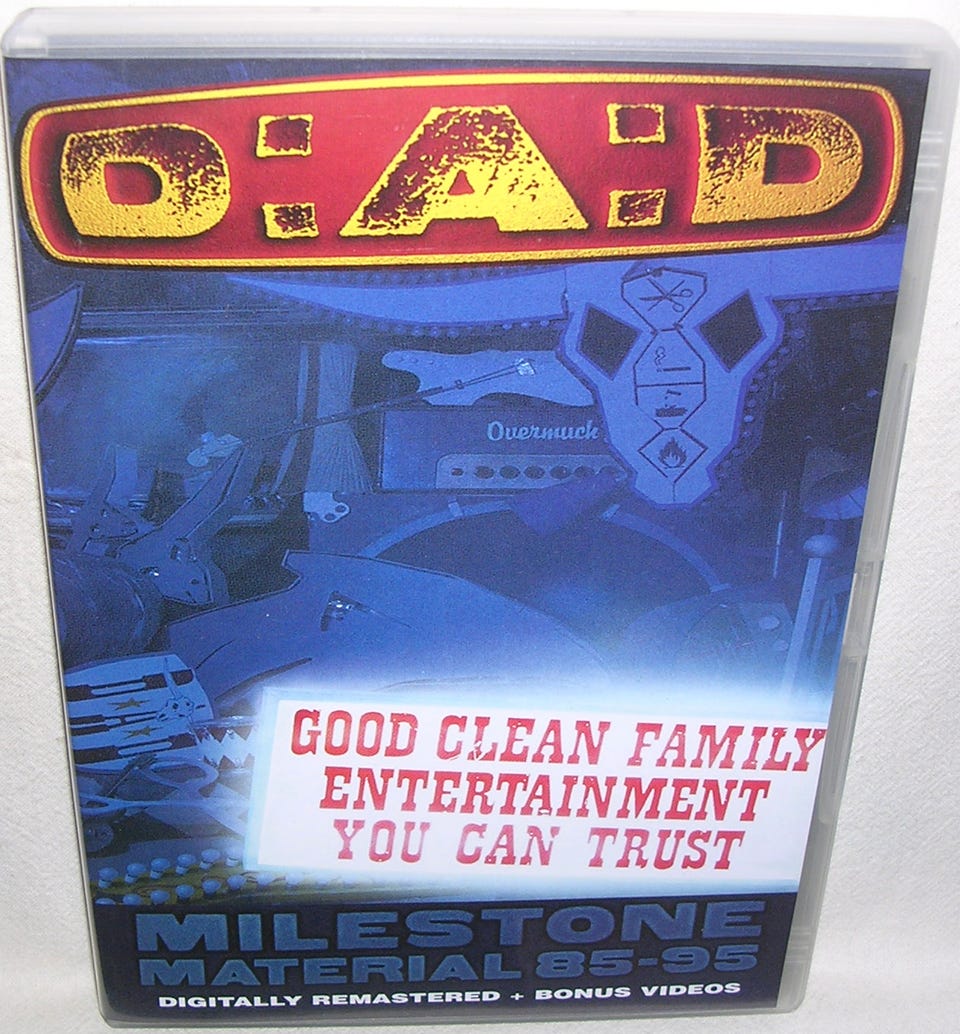 D:A:D
Overmuch
GOOD CLEAN FAMILY
ENTERTAINMENT
YOU CAN TRUST
MILESTONE
MATERIAL 85-95
DIGITALLY REMASTERED + BONUS VIDEOS